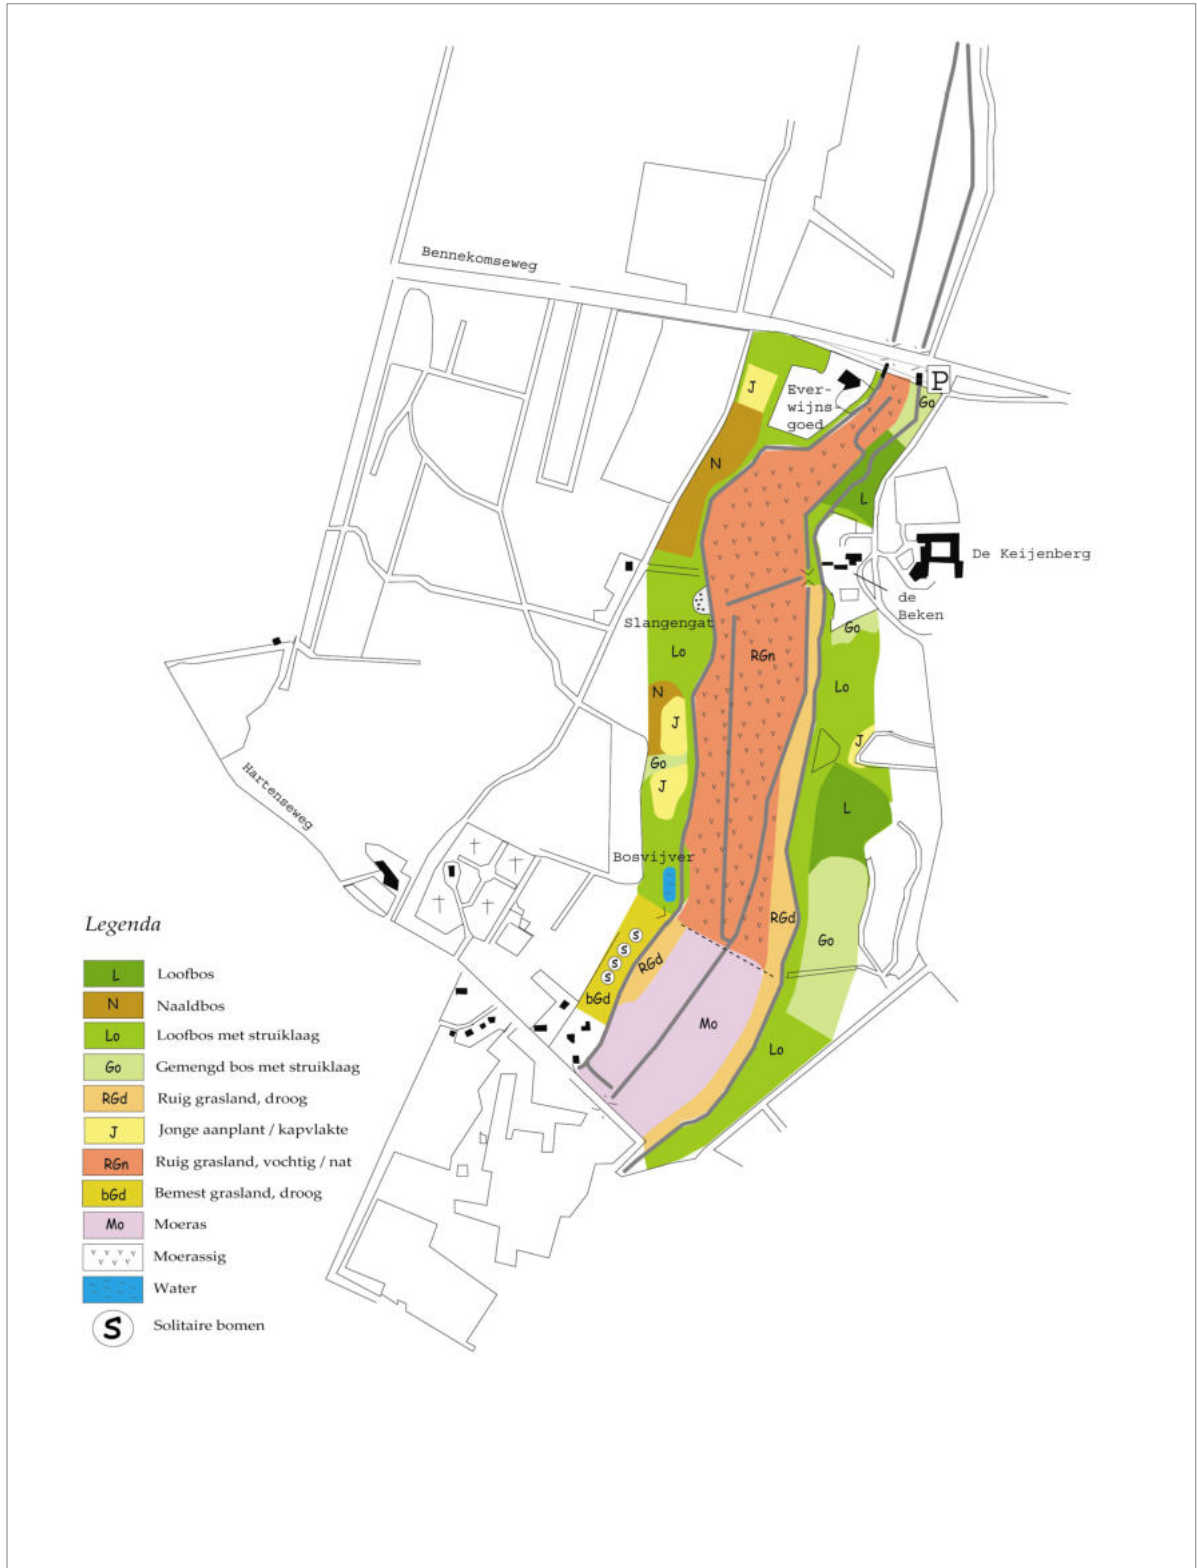 Bennekomseweg
P
J
Ever-
wijns-
goed
Go
N
L
De Keijenberg
de
Beken
Slangengat
Go
Lo
RGn
Lo
N
J
J
Go
J
Hartenseweg
L
Bosvijver
S
S
S
S
RGd
RGd
Go
bGd
Mo
Lo
Legenda
L Loofbos
N Naaldbos
Lo Loofbos met struiklaag
Go Gemengd bos met struiklaag
RGd Ruig grasland, droog
J Jonge aanplant / kapvlakte
RGn Ruig grasland, vochtig / nat
bGd Bemest grasland, droog
Mo Moeras
Moerassig
Water
S Solitaire bomen